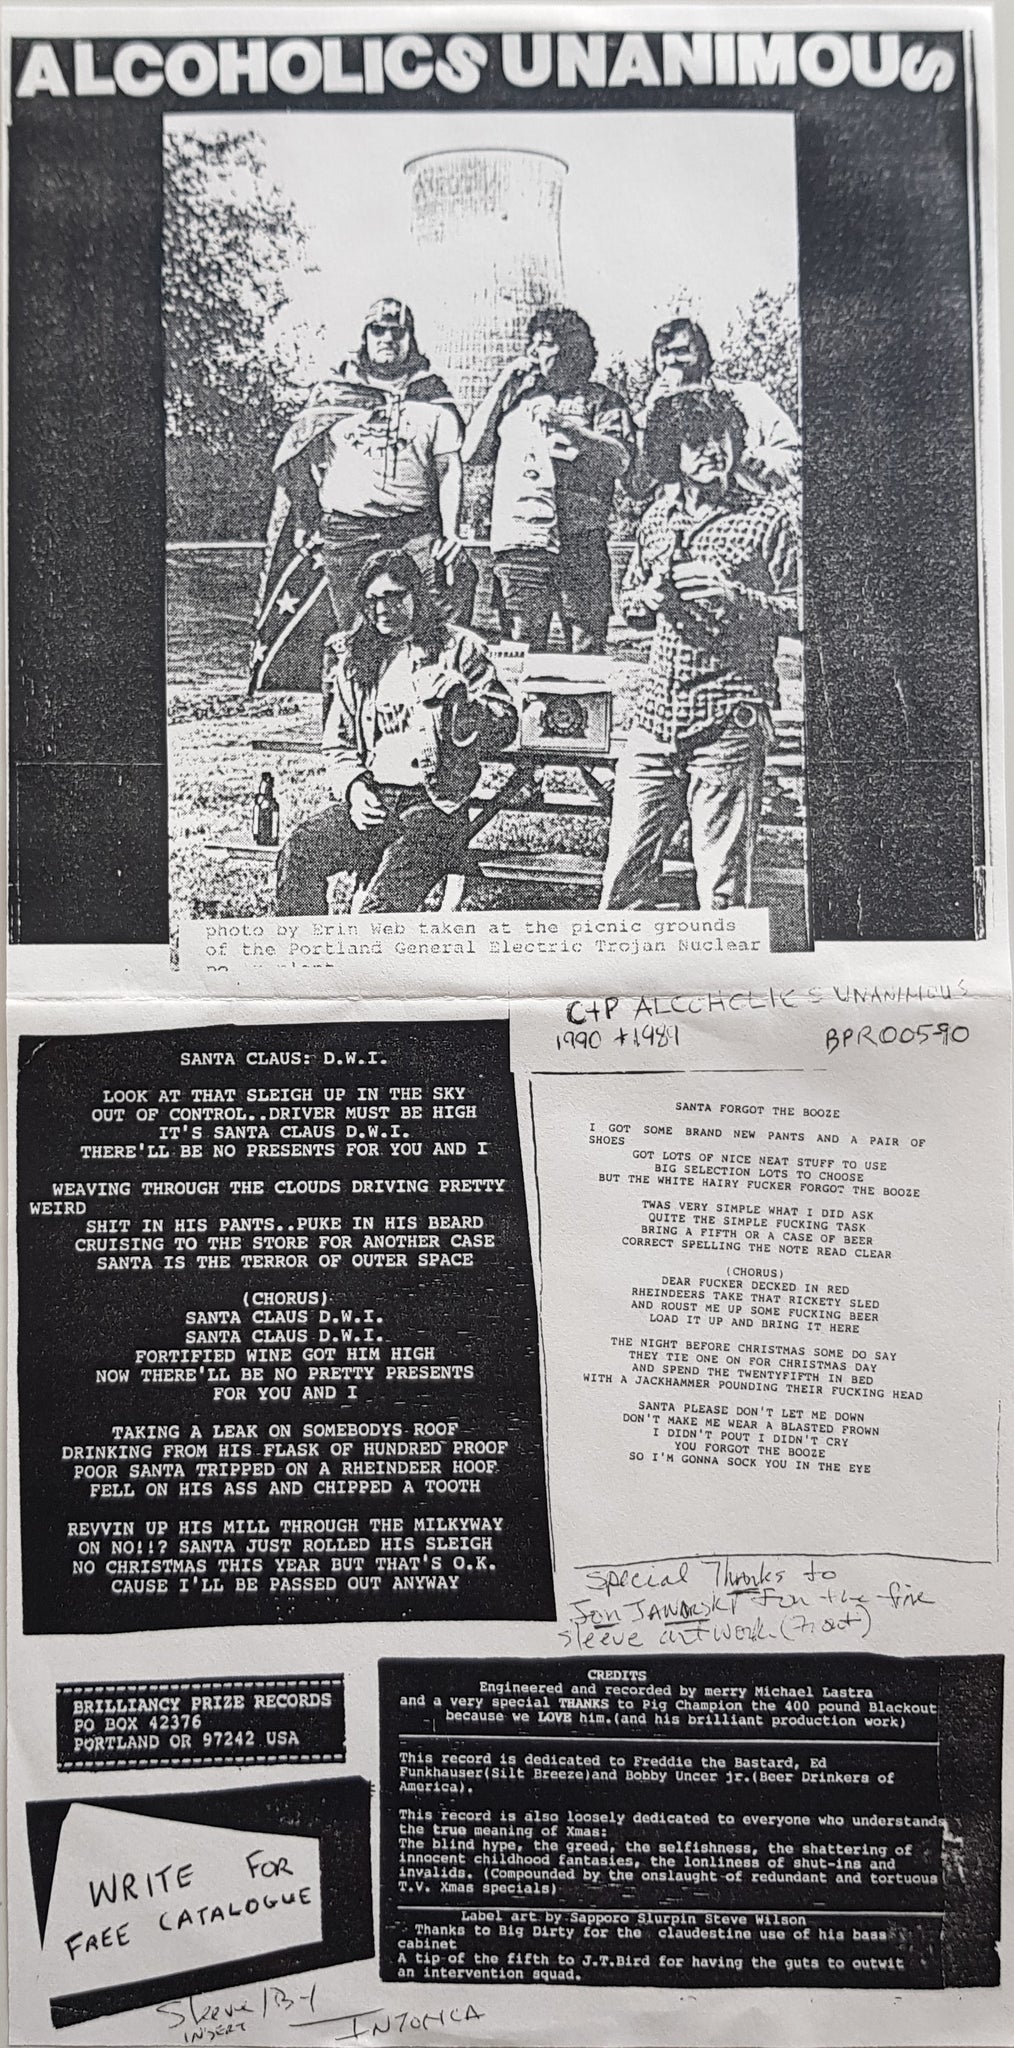 ALCOHOLICS UNANIMOUS
photo by Erin Web taken at the picnic grounds
of the Portland General Electric Trojan Nuclear
C+P ALCOHOLICS UNANIMOUS
1990 + 1989 BPR00590
SANTA CLAUS: D.W.I.
LOOK AT THAT SLEIGH UP IN THE SKY
OUT OF CONTROL..DRIVER MUST BE HIGH
IT'S SANTA CLAUS D.W.I.
THERE'LL BE NO PRESENTS FOR YOU AND I
WEAVING THROUGH THE CLOUDS DRIVING PRETTY
WEIRD
SHIT IN HIS PANTS..PUKE IN HIS BEARD
CRUISING TO THE STORE FOR ANOTHER CASE
SANTA IS THE TERROR OF OUTER SPACE
(CHORUS)
SANTA CLAUS D.W.I.
SANTA CLAUS D.W.I.
FORTIFIED WINE GOT HIM HIGH
NOW THERE'LL BE NO PRETTY PRESENTS
FOR YOU AND I
TAKING A LEAK ON SOMEBODYS ROOF
DRINKING FROM HIS FLASK OF HUNDRED PROOF
POOR SANTA TRIPPED ON A RHEINDEER HOOF
FELL ON HIS ASS AND CHIPPED A TOOTH
REVVIN UP HIS MILL THROUGH THE MILKYWAY
ON NO!!? SANTA JUST ROLLED HIS SLEIGH
NO CHRISTMAS THIS YEAR BUT THAT'S O.K.
CAUSE I'LL BE PASSED OUT ANYWAY
SANTA FORGOT THE BOOZE
I GOT SOME BRAND NEW PANTS AND A PAIR OF
SHOES
GOT LOTS OF NICE NEAT STUFF TO USE
BIG SELECTION LOTS TO CHOOSE
BUT THE WHITE HAIRY FUCKER FORGOT THE BOOZE
TWAS VERY SIMPLE WHAT I DID ASK
QUITE THE SIMPLE FUCKING TASK
BRING A FIFTH OR A CASE OF BEER
CORRECT SPELLING THE NOTE READ CLEAR
(CHORUS)
DEAR FUCKER DECKED IN RED
RHEINDEERS TAKE THAT RICKETY SLED
AND ROUST ME UP SOME FUCKING BEER
LOAD IT UP AND BRING IT HERE
THE NIGHT BEFORE CHRISTMAS SOME DO SAY
THEY TIE ONE ON FOR CHRISTMAS DAY
AND SPEND THE TWENTYFIFTH IN BED
WITH A JACKHAMMER POUNDING THEIR FUCKING HEAD
SANTA PLEASE DON'T LET ME DOWN
DON'T MAKE ME WEAR A BLASTED FROWN
I DIDN'T POUT I DIDN'T CRY
YOU FORGOT THE BOOZE
SO I'M GONNA SOCK YOU IN THE EYE
Special Thanks to
Jon for the fine
sleeve artwork (Front)
BRILLIANCY PRIZE RECORDS
PO BOX 42376
PORTLAND OR 97242 USA
WRITE FOR
FREE CATALOGUE
CREDITS
Engineered and recorded by merry Michael Lastra
and a very special THANKS to Pig Champion the 400 pound Blackout
because we LOVE him.(and his brilliant production work)
This record is dedicated to Freddie the Bastard, Ed
Funkhauser(Silt Breeze)and Bobby Uncer jr.(Beer Drinkers of
America).
This record is also loosely dedicated to everyone who understands
the true meaning of Xmas:
The blind hype, the greed, the selfishness, the shattering of
innocent childhood fantasies, the lonliness of shut-ins and
invalids. (Compounded by the onslaught of redundant and tortuous
T.V. Xmas specials)
Label art by Sapporo Slurpin Steve Wilson
Thanks to Big Dirty for the claudestine use of his bass
cabinet
A tip of the fifth to J.T.Bird for having the guts to outwit
an intervention squad.
Sleeve/By
INSERT